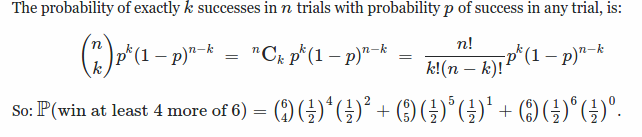 The probability of exactly k successes in n trials with probability p of success in any trial, is:
$\binom{n}{k} p^k (1-p)^{n-k} \; = \; {}^nC_k \, p^k (1-p)^{n-k} \; = \; \frac{n!}{k!(n-k)!} p^k (1-p)^{n-k}$
So: $\mathbb{P}(\text{win at least 4 more of 6}) = \binom{6}{4} \left(\frac{1}{2}\right)^4 \left(\frac{1}{2}\right)^2 + \binom{6}{5} \left(\frac{1}{2}\right)^5 \left(\frac{1}{2}\right)^1 + \binom{6}{6} \left(\frac{1}{2}\right)^6 \left(\frac{1}{2}\right)^0.$